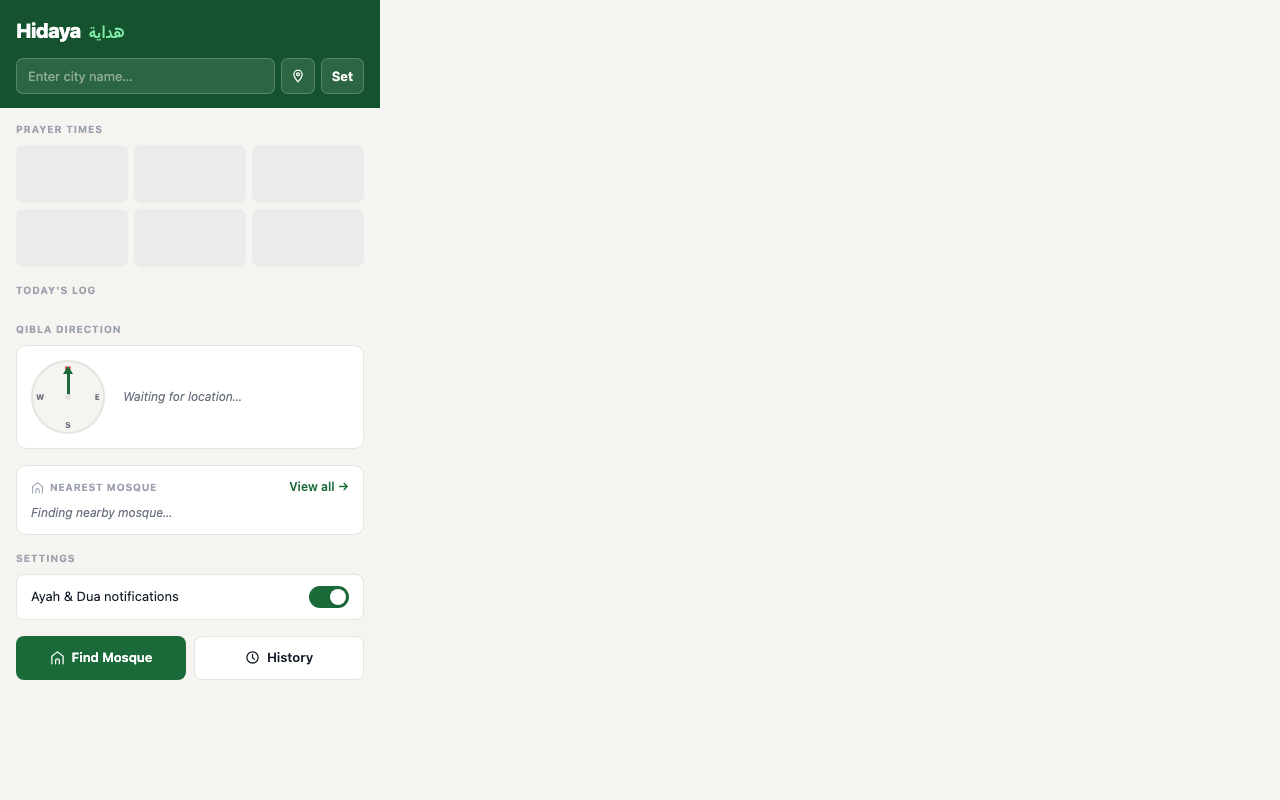 Hidaya هداية
Enter city name...
Set
PRAYER TIMES
TODAY'S LOG
QIBLA DIRECTION
W
E
S
Waiting for location...
NEAREST MOSQUE
View all →
Finding nearby mosque...
SETTINGS
Ayah & Dua notifications
Find Mosque
History